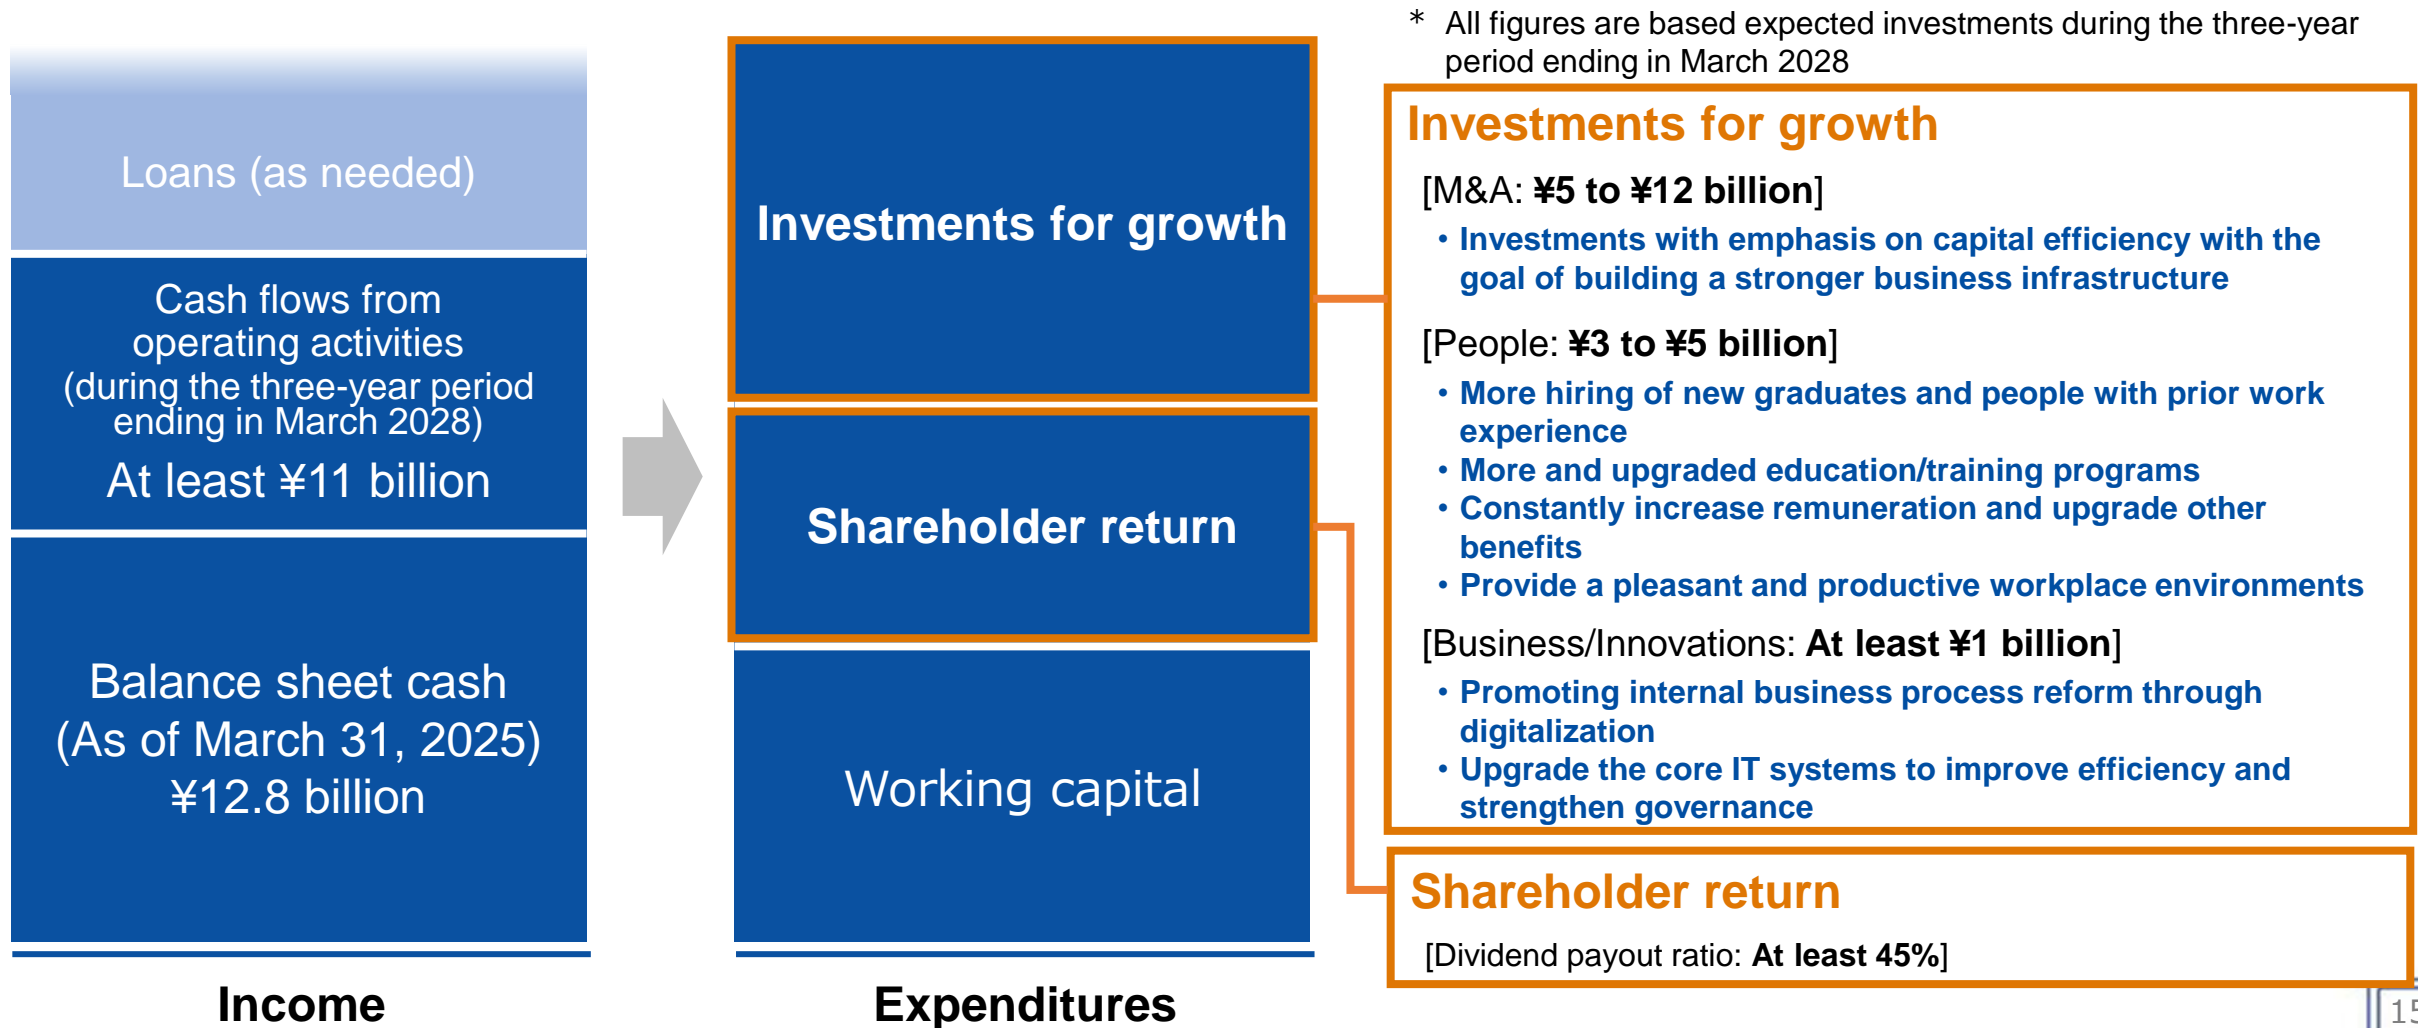 * All figures are based expected investments during the three-year
period ending in March 2028
Loans (as needed)
Cash flows from
operating activities
(during the three-year period
ending in March 2028)
At least ¥11 billion
Balance sheet cash
(As of March 31, 2025)
¥12.8 billion
Income
Investments for growth
Shareholder return
Working capital
Expenditures
Investments for growth
[M&A: ¥5 to ¥12 billion]
• Investments with emphasis on capital efficiency with the
goal of building a stronger business infrastructure
[People: ¥3 to ¥5 billion]
• More hiring of new graduates and people with prior work
experience
• More and upgraded education/training programs
• Constantly increase remuneration and upgrade other
benefits
• Provide a pleasant and productive workplace environments
[Business/Innovations: At least ¥1 billion]
• Promoting internal business process reform through
digitalization
• Upgrade the core IT systems to improve efficiency and
strengthen governance
Shareholder return
[Dividend payout ratio: At least 45%]
15